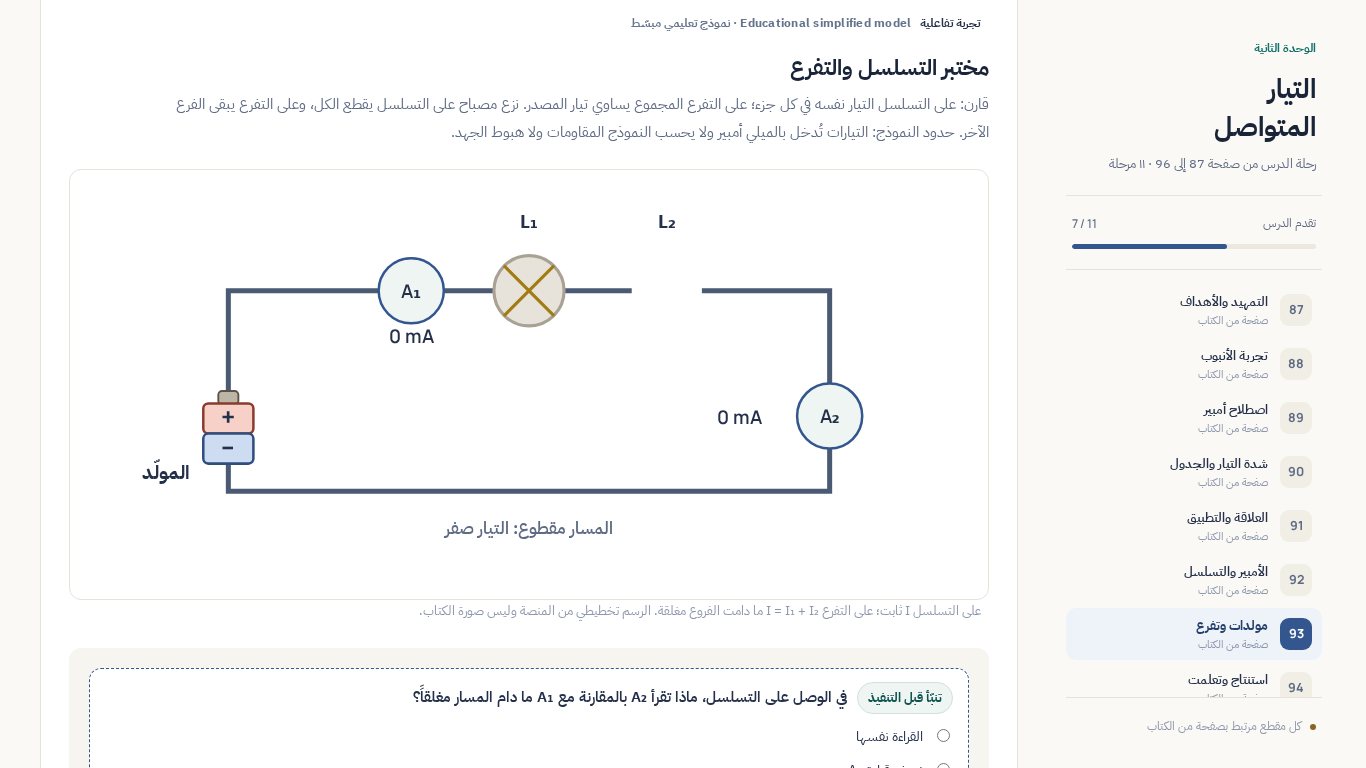 الوحدة الثانية
التيار
المتواصل
رحلة الدرس من صفحة 87 إلى 96 · ١١ مرحلة
تقدم الدرس
7 / 11
87
التمهيد والأهداف
صفحة من الكتاب
88
تجربة الأنبوب
صفحة من الكتاب
89
اصطلاح أمبير
صفحة من الكتاب
90
شدة التيار والجدول
صفحة من الكتاب
91
العلاقة والتطبيق
صفحة من الكتاب
92
الأمبير والتسلسل
صفحة من الكتاب
93
مولدات وتفرع
صفحة من الكتاب
94
استنتاج وتعلمت
كل مقطع مرتبط بصفحة من الكتاب
تجربة تفاعلية Educational simplified model · نموذج تعليمي مبسّط
مختبر التسلسل والتفرع
قارن: على التسلسل التيار نفسه في كل جزء؛ على التفرع المجموع يساوي تيار المصدر. نزع مصباح على التسلسل يقطع الكل، وعلى التفرع يبقى الفرع
الآخر. حدود النموذج: التيارات تُدخل بالميلي أمبير ولا يحسب النموذج المقاومات ولا هبوط الجهد.
L₁
L₂
A₁
0 mA
A₂
0 mA
+
−
المولّد
المسار مقطوع: التيار صفر
على التسلسل I ثابت؛ على التفرع I = I₁ + I₂ ما دامت الفروع مغلقة. الرسم تخطيطي من المنصة وليس صورة الكتاب.
تنبّأ قبل التنفيذ
في الوصل على التسلسل، ماذا تقرأ A₂ بالمقارنة مع A₁ ما دام المسار مغلقاً؟
القراءة نفسها